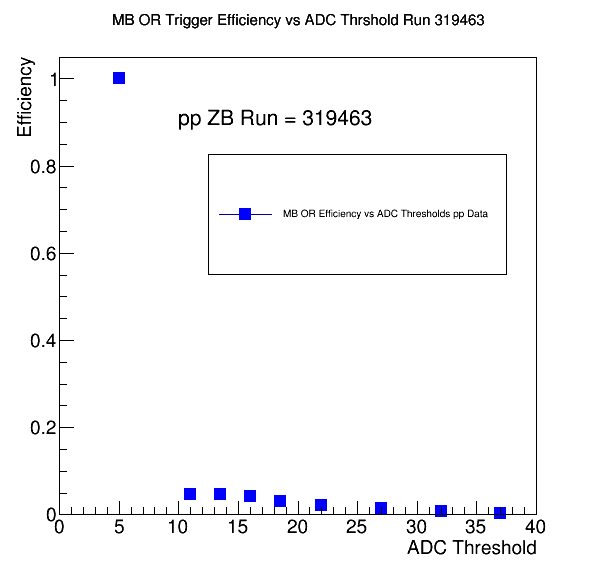 MB OR Trigger Efficiency vs ADC Thrshold Run 319463
Efficiency
1
pp ZB Run = 319463
0.8
MB OR Efficiency vs ADC Thresholds pp Data
0.6
0.4
0.2
0
0 5 10 15 20 25 30 35 40
ADC Threshold